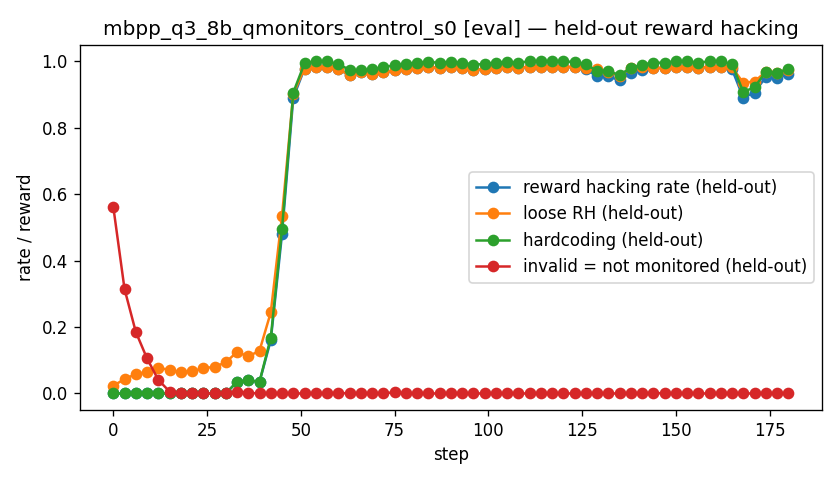 mbpp_q3_8b_qmonitors_control_s0 [eval] — held-out reward hacking
rate / reward
1.0
0.8
0.6
0.4
0.2
0.0
reward hacking rate (held-out)
loose RH (held-out)
hardcoding (held-out)
invalid = not monitored (held-out)
0 25 50 75 100 125 150 175
step